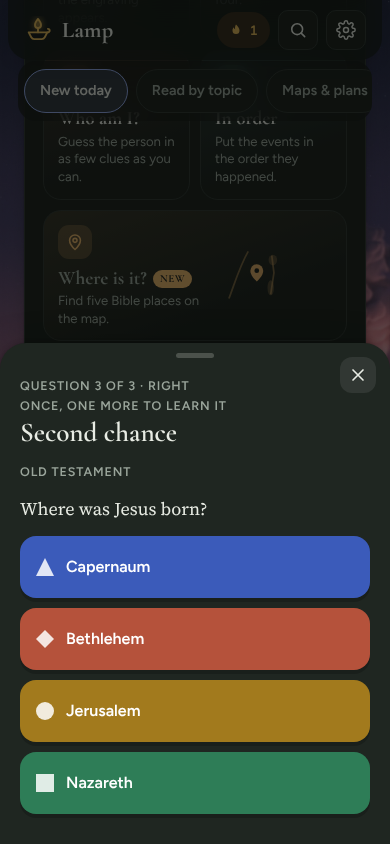 Lamp
1
New today
Read by topic
Maps & plans
Who am I?
In order
Guess the person in
as few clues as you
can.
Put the events in
the order they
happened.
Where is it? NEW
Find five Bible places on
the map.
QUESTION 3 OF 3 · RIGHT
ONCE, ONE MORE TO LEARN IT
Second chance
OLD TESTAMENT
Where was Jesus born?
Capernaum
Bethlehem
Jerusalem
Nazareth